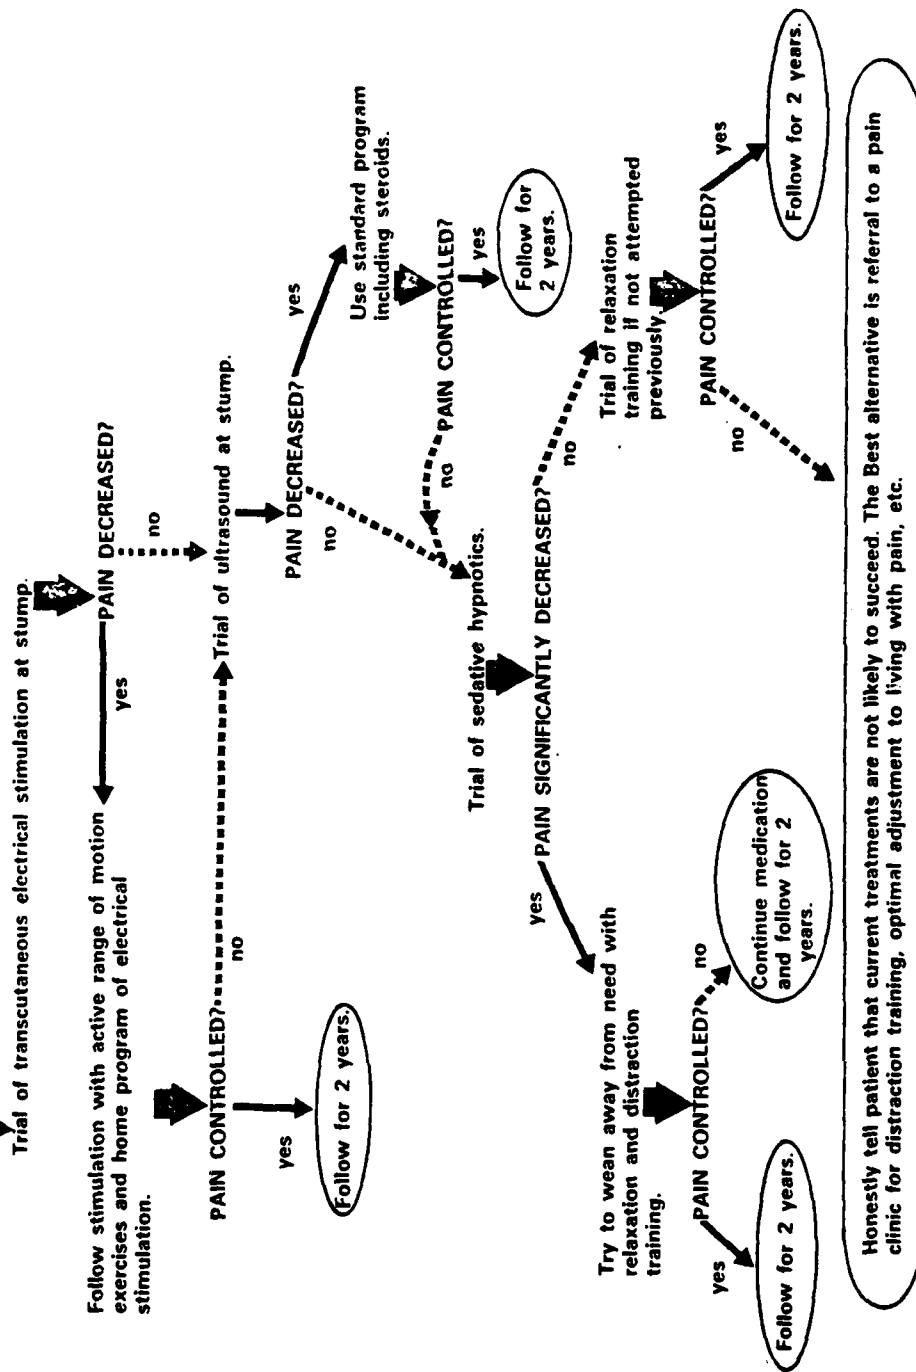 Trial of transcutaneous electrical stimulation at stump.
PAIN DECREASED?
yes
no
Follow stimulation with active range of motion
exercises and home program of electrical
stimulation.
PAIN CONTROLLED?
no
yes
Follow for 2 years.
Trial of ultrasound at stump.
PAIN DECREASED?
yes
no
Use standard program
including steroids.
PAIN CONTROLLED?
no
yes
Follow for
2 years.
Trial of sedative hypnotics.
PAIN SIGNIFICANTLY DECREASED?
yes
no
Try to wean away from need with
relaxation and distraction
training.
PAIN CONTROLLED?
yes
no
Follow for 2 years.
Continue medication
and follow for 2
years.
Trial of relaxation
training if not attempted
previously.
PAIN CONTROLLED?
no
yes
Follow for 2 years.
Honestly tell patient that current treatments are not likely to succeed. The Best alternative is referral to a pain
clinic for distraction training, optimal adjustment to living with pain, etc.